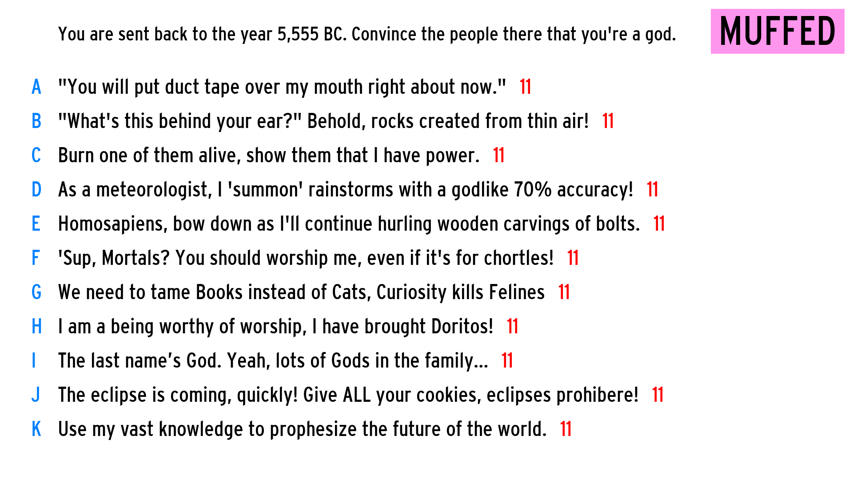 You are sent back to the year 5,555 BC. Convince the people there that you're a god. MUFFED
A "You will put duct tape over my mouth right about now." 11
B "What's this behind your ear?" Behold, rocks created from thin air! 11
C Burn one of them alive, show them that I have power. 11
D As a meteorologist, I 'summon' rainstorms with a godlike 70% accuracy! 11
E Homosapiens, bow down as I'll continue hurling wooden carvings of bolts. 11
F 'Sup, Mortals? You should worship me, even if it's for chortles! 11
G We need to tame Books instead of Cats, Curiosity kills Felines 11
H I am a being worthy of worship, I have brought Doritos! 11
I The last name’s God. Yeah, lots of Gods in the family... 11
J The eclipse is coming, quickly! Give ALL your cookies, eclipses prohibere! 11
K Use my vast knowledge to prophesize the future of the world. 11